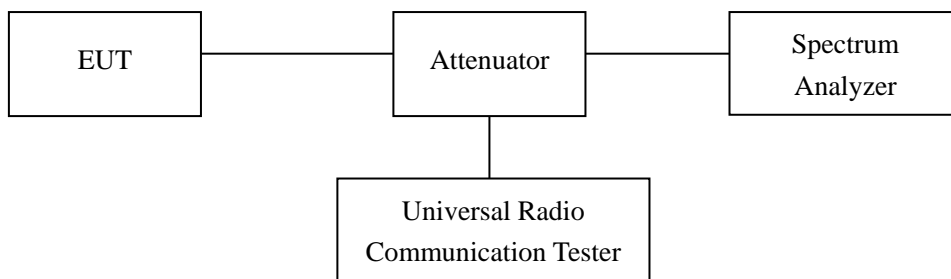 EUT
Attenuator
Spectrum
Analyzer
Universal Radio
Communication Tester